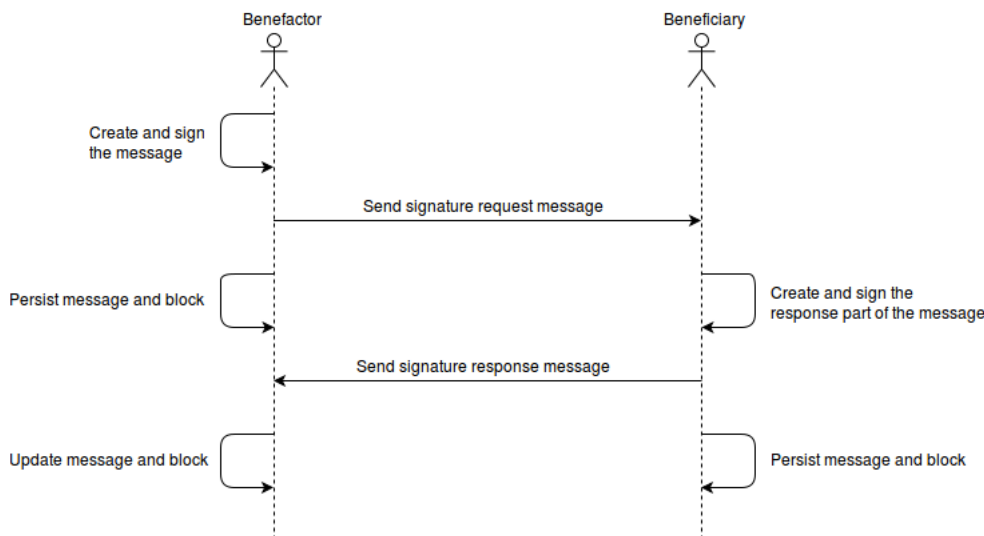 Benefactor
Beneficiary
Create and sign
the message
Send signature request message
Persist message and block
Create and sign the
response part of the message
Send signature response message
Update message and block
Persist message and block